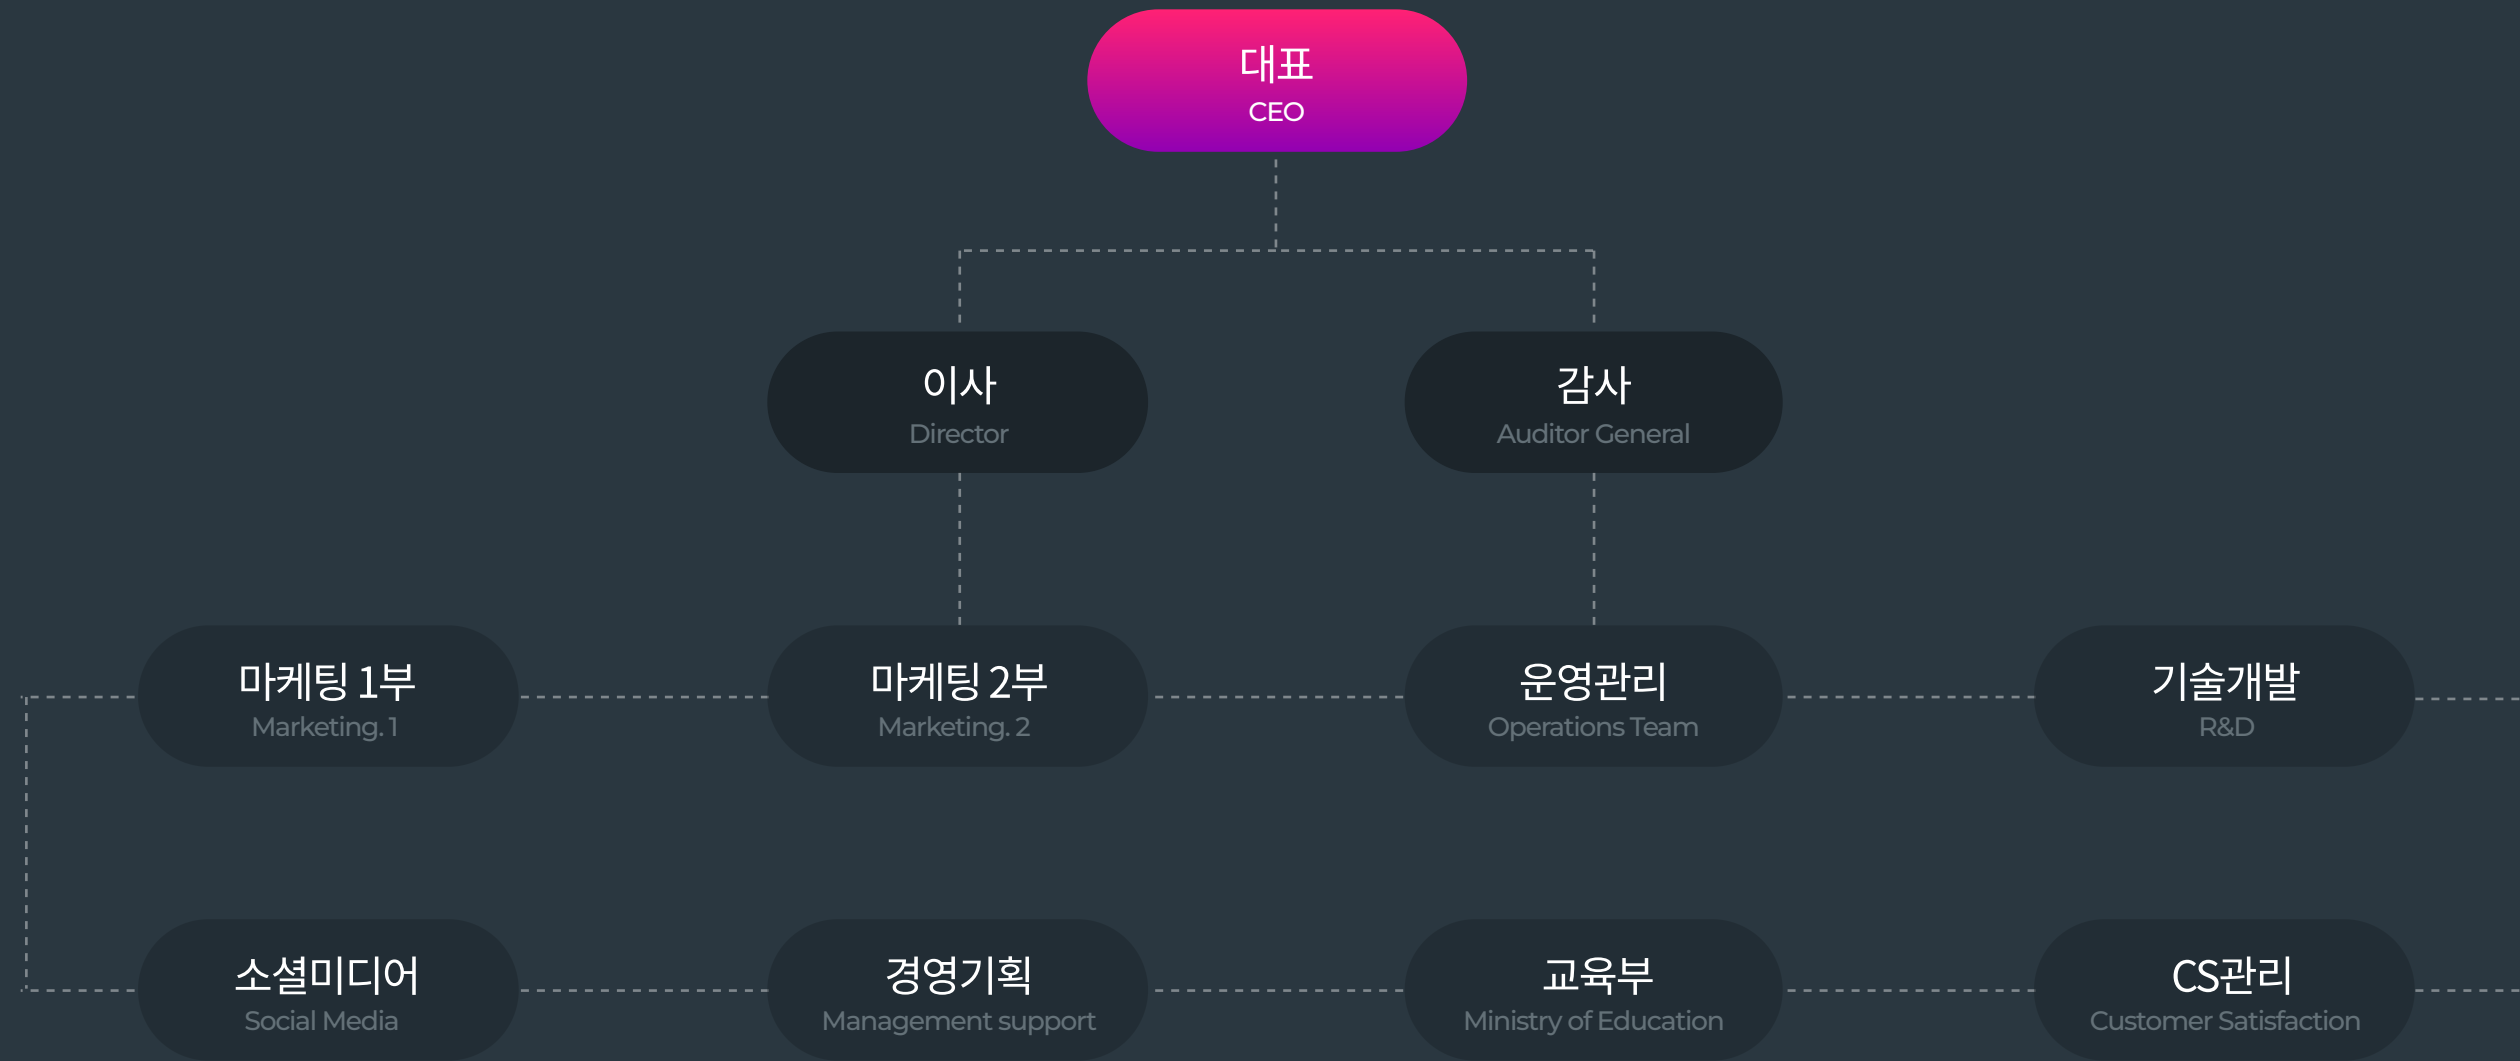 대표
CEO
이사
Director
감사
Auditor General
마케팅 1부
Marketing. 1
마케팅 2부
Marketing. 2
운영관리
Operations Team
기술개발
R&D
소셜미디어
Social Media
경영기획
Management support
교육부
Ministry of Education
CS관리
Customer Satisfaction